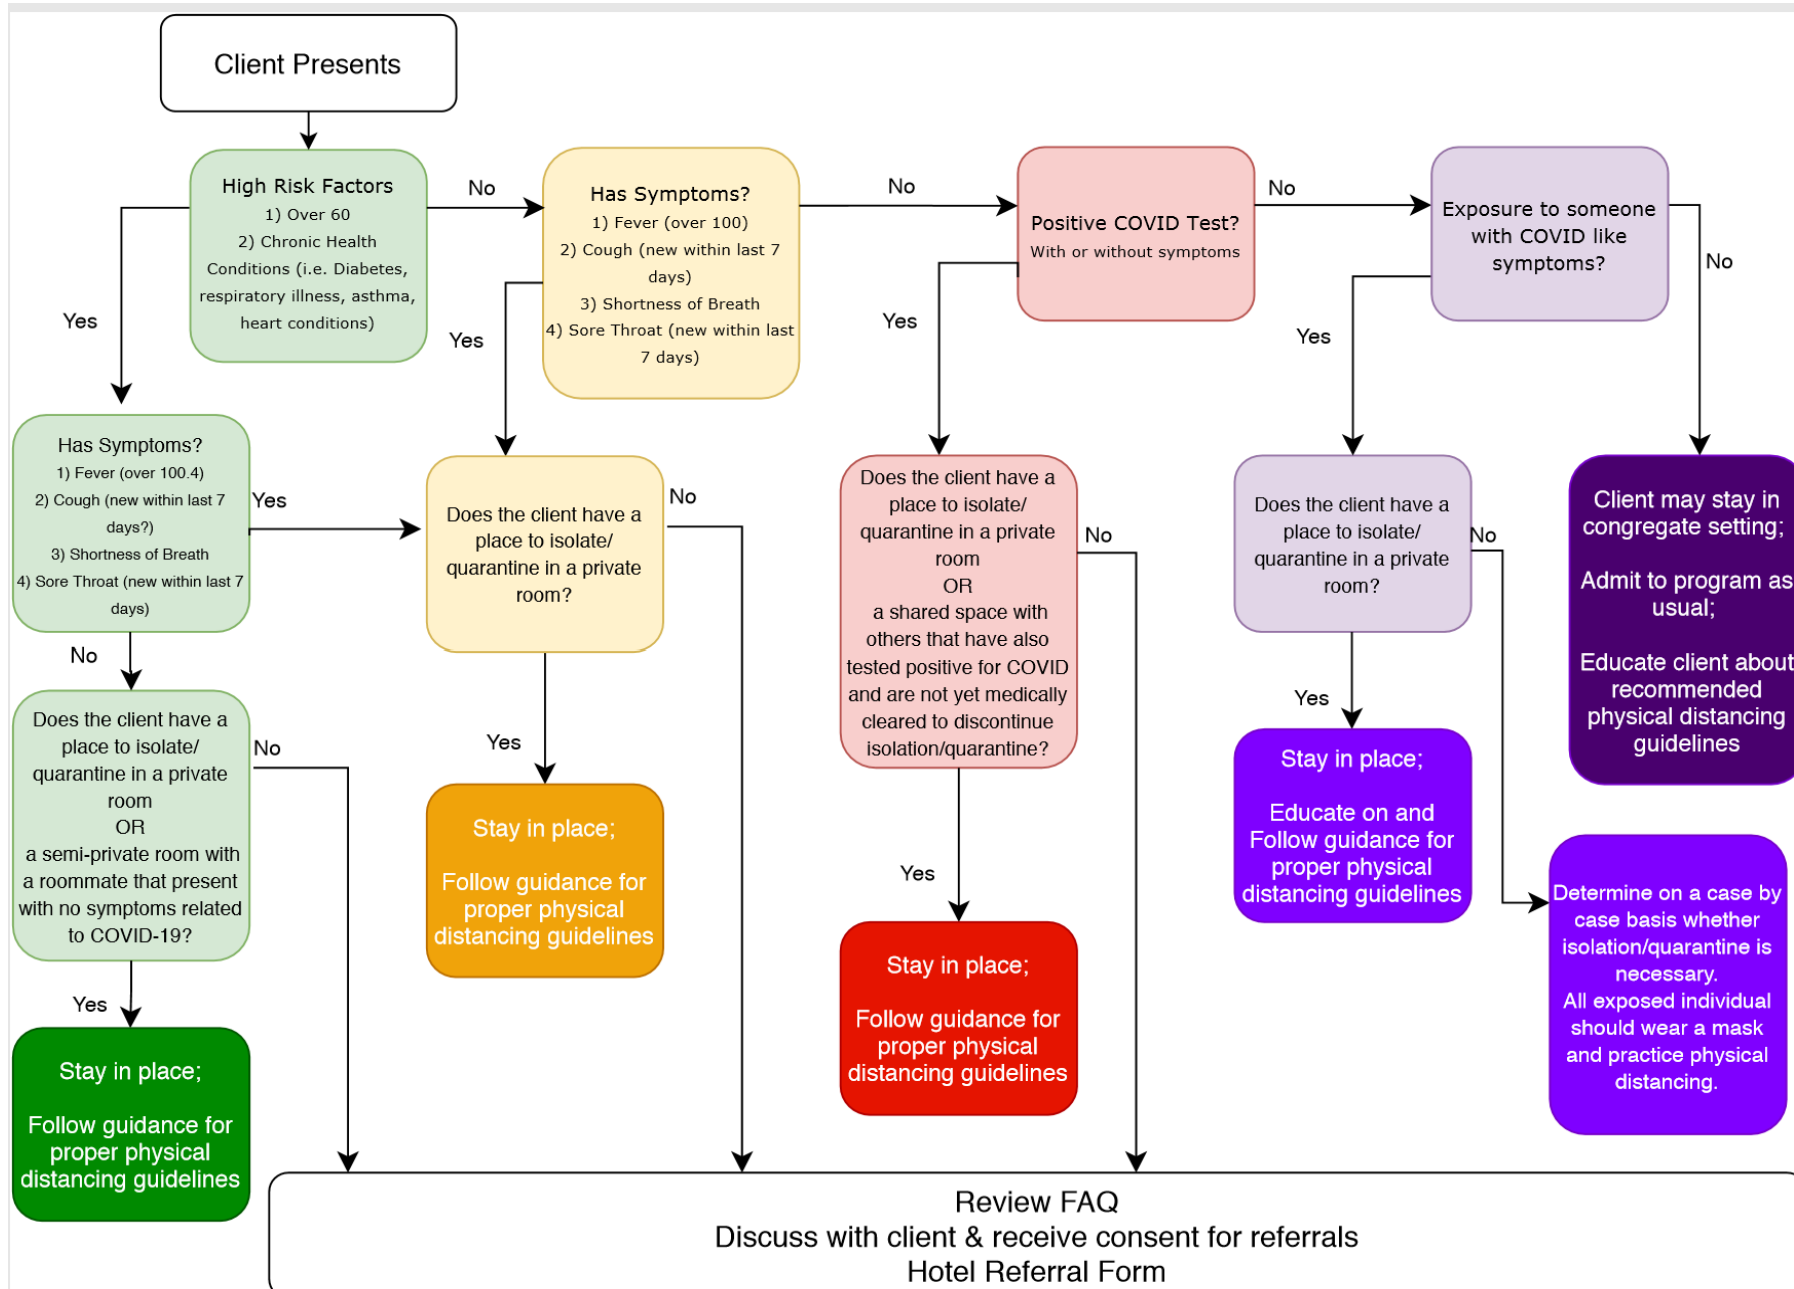 Client Presents
High Risk Factors
1) Over 60
2) Chronic Health
Conditions (i.e. Diabetes,
respiratory illness, asthma,
heart conditions)
No
Has Symptoms?
1) Fever (over 100)
2) Cough (new within last 7
days)
3) Shortness of Breath
4) Sore Throat (new within last
7 days)
No
Positive COVID Test?
With or without symptoms
No
Exposure to someone
with COVID like
symptoms?
No
Yes
Yes
Yes
Yes
Has Symptoms?
1) Fever (over 100.4)
2) Cough (new within last 7
days?)
3) Shortness of Breath
4) Sore Throat (new within last 7
days)
Yes
Does the client have a
place to isolate/
quarantine in a private
room?
No
Does the client have a
place to isolate/
quarantine in a private
room
OR
a shared space with
others that have also
tested positive for COVID
and are not yet medically
cleared to discontinue
isolation/quarantine?
No
Does the client have a
place to isolate/
quarantine in a private
room?
No
Client may stay in
congregate setting;
Admit to program as
usual;
Educate client about
recommended
physical distancing
guidelines
No
Does the client have a
place to isolate/
quarantine in a private
room
OR
a semi-private room with
a roommate that present
with no symptoms related
to COVID-19?
No
Yes
Stay in place;
Follow guidance for
proper physical
distancing guidelines
Yes
Stay in place;
Educate on and
Follow guidance for
proper physical
distancing guidelines
Determine on a case by
case basis whether
isolation/quarantine is
necessary.
All exposed individual
should wear a mask
and practice physical
distancing.
Yes
Stay in place;
Follow guidance for
proper physical
distancing guidelines
Yes
Stay in place;
Follow guidance for
proper physical
distancing guidelines
Review FAQ
Discuss with client & receive consent for referrals
Hotel Referral Form